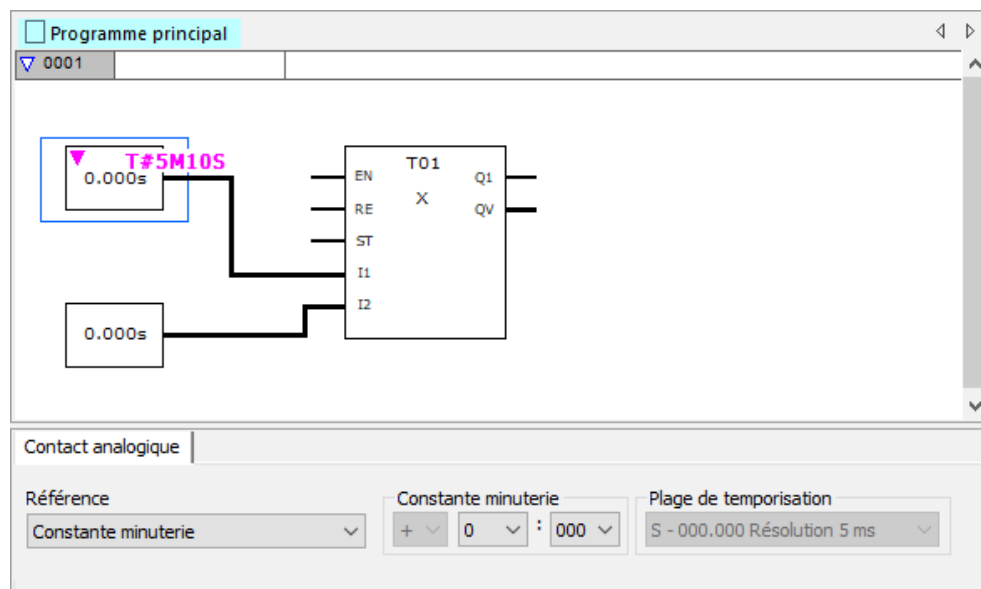 Programme principal
0001
T#5M10S
0.000s
T01
X
EN
RE
ST
I1
I2
Q1
QV
0.000s
Contact analogique
Référence
Constante minuterie
Constante minuterie
+ 0 : 000
Plage de temporisation
S - 000.000 Résolution 5 ms